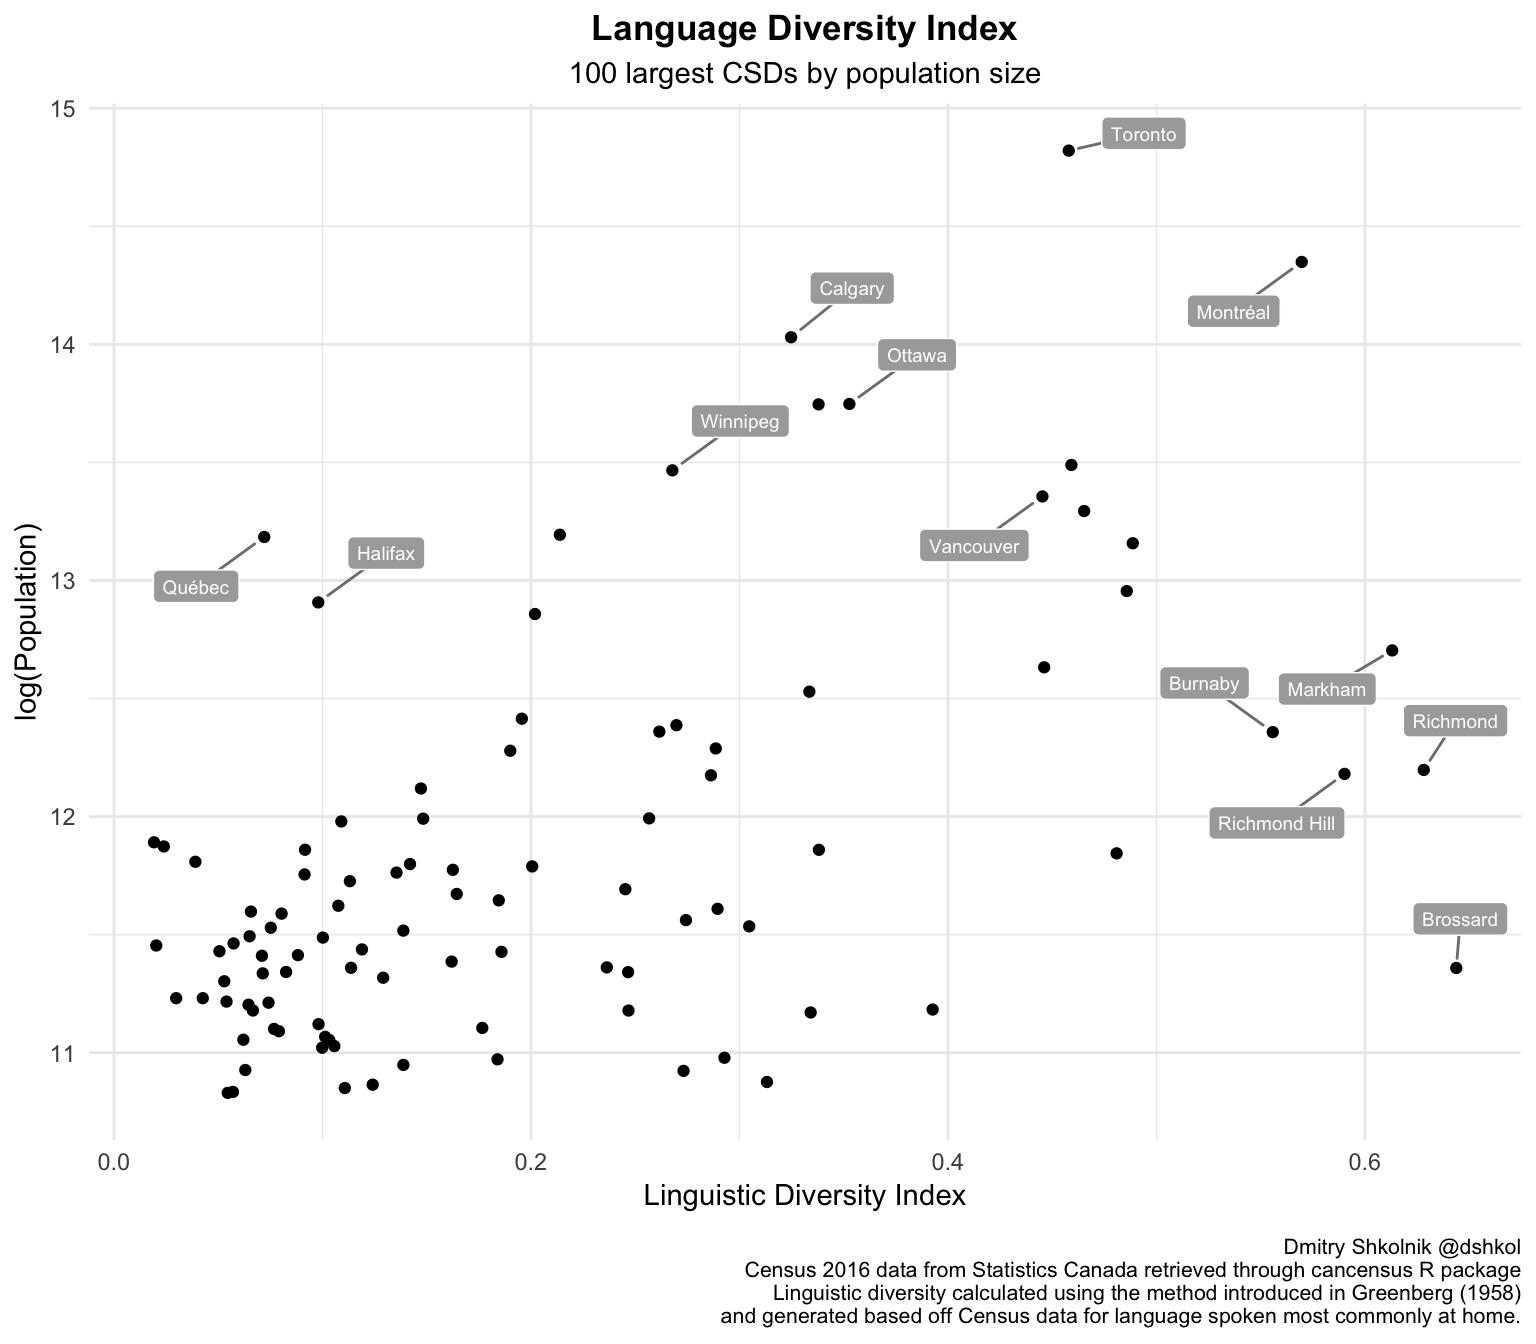 Language Diversity Index
100 largest CSDs by population size
15
Toronto
Calgary
Montréal
14
Ottawa
Winnipeg
Vancouver
Halifax
Québec
13
log(Population)
Burnaby
Markham
Richmond
12
Richmond Hill
Brossard
11
0.0
0.2
0.4
0.6
Linguistic Diversity Index
Dmitry Shkolnik @dshkol
Census 2016 data from Statistics Canada retrieved through cancensus R package
Linguistic diversity calculated using the method introduced in Greenberg (1958)
and generated based off Census data for language spoken most commonly at home.